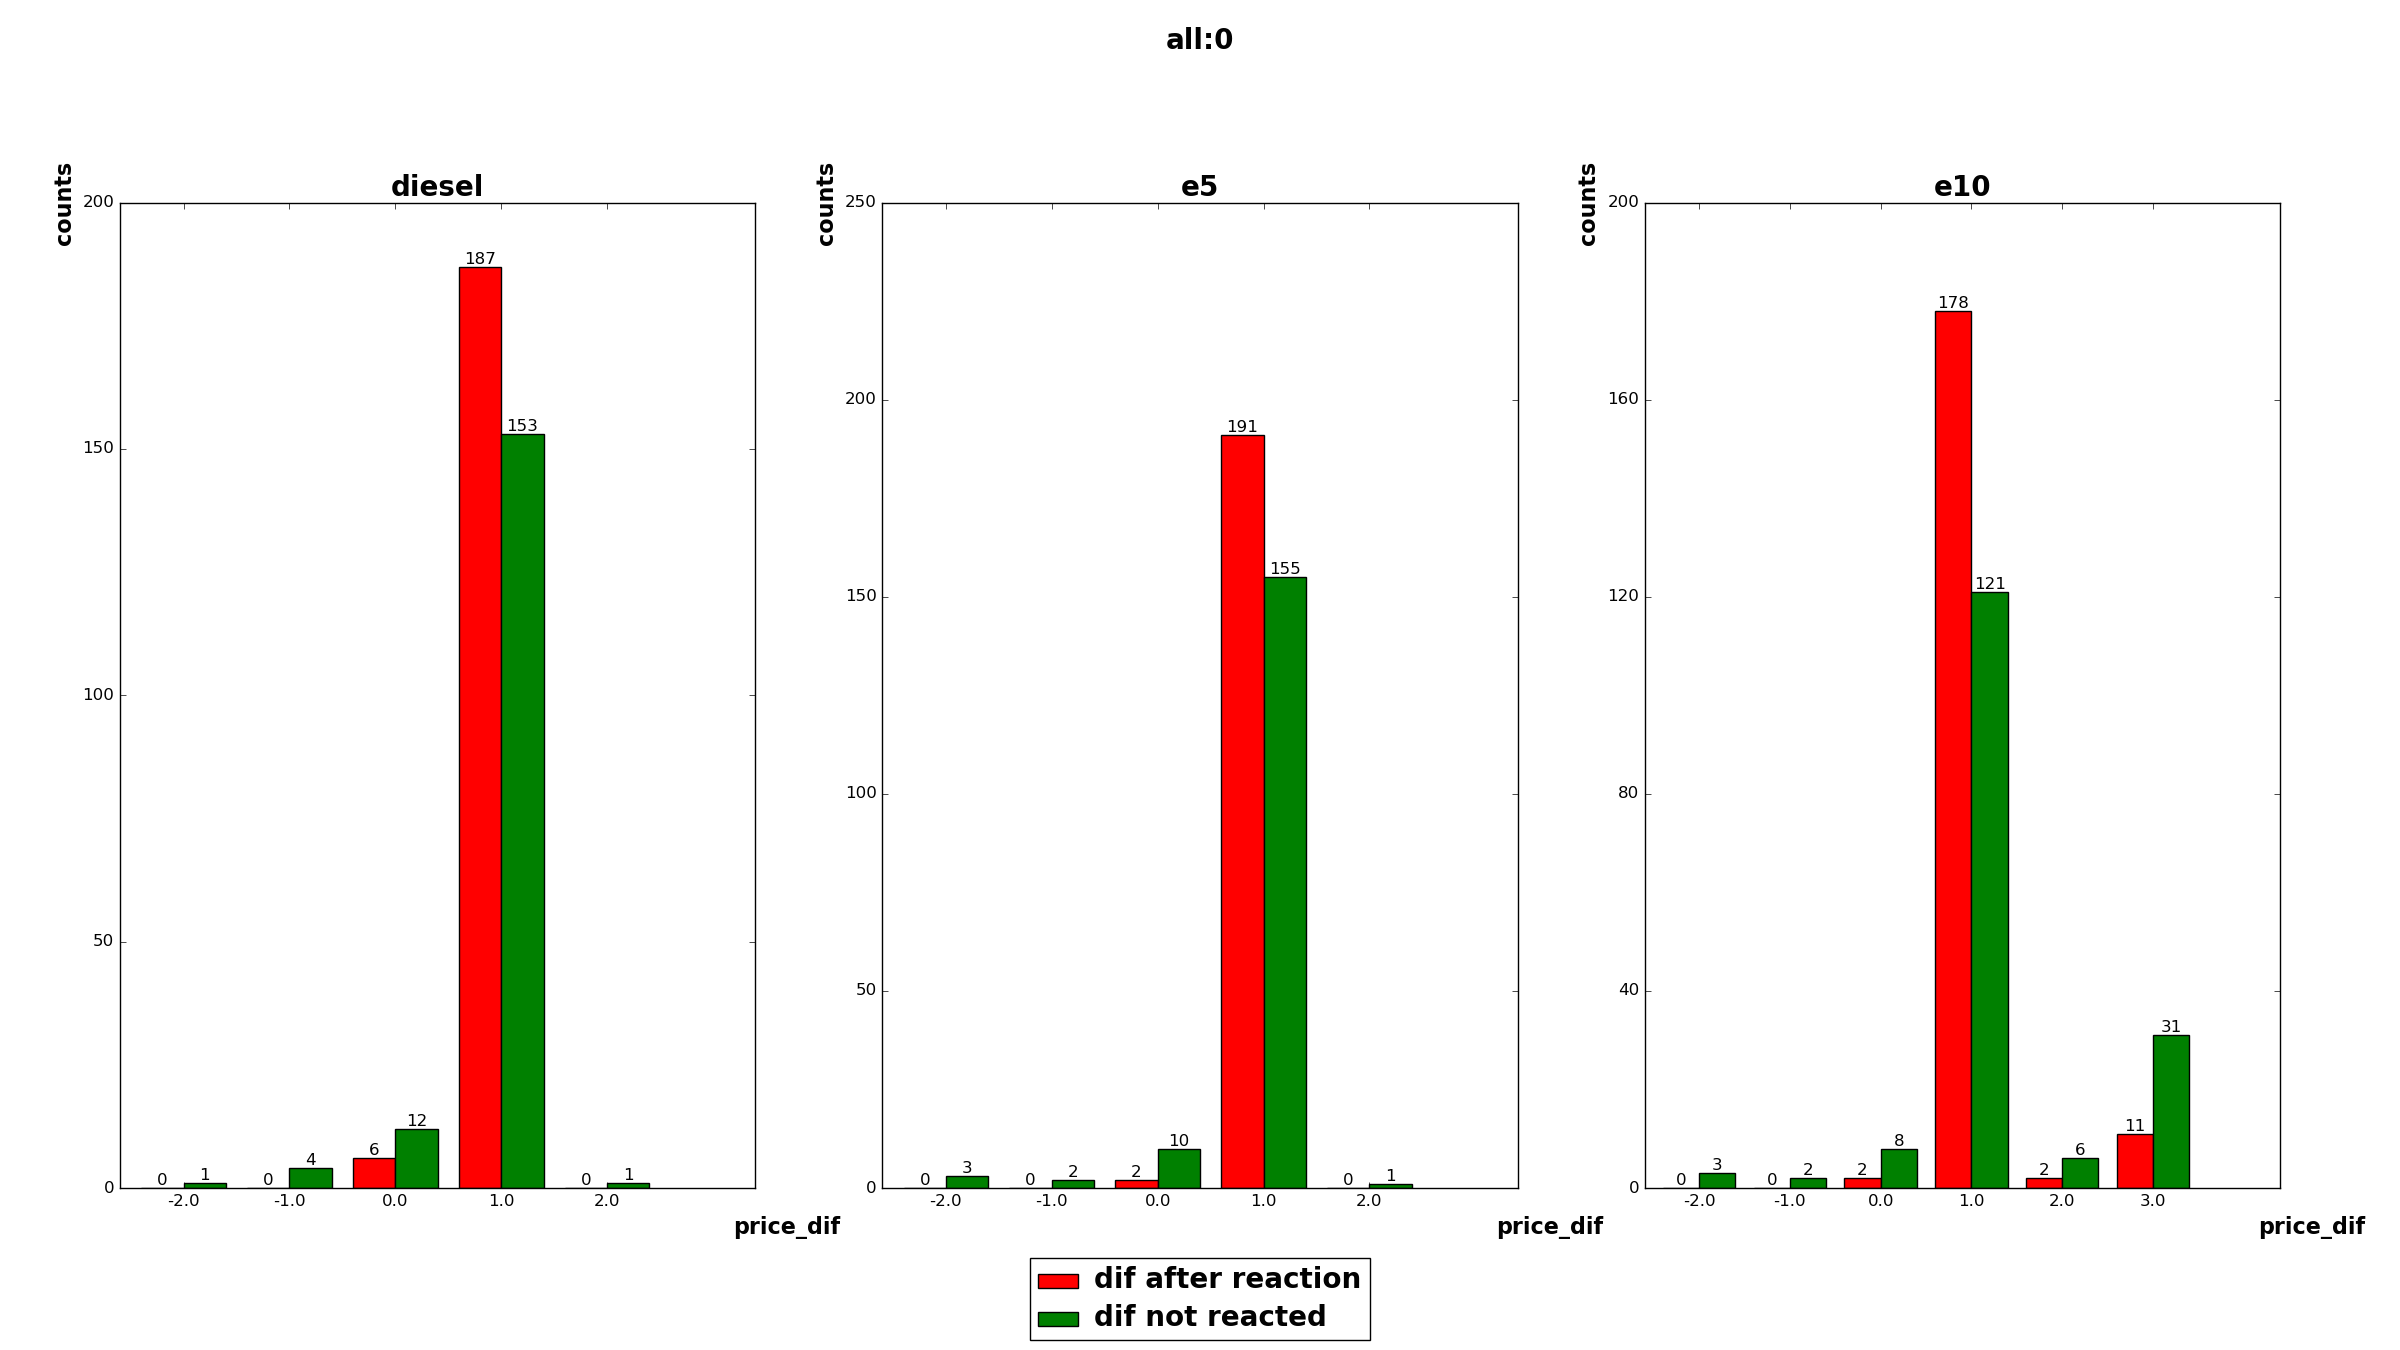 all:0
diesel
counts
200
150
100
50
0
187
153
0 1 0 4 6 12 0 1
-2.0 -1.0 0.0 1.0 2.0
price_dif
e5
counts
250
200
150
100
50
0
191
155
0 3 0 2 2 10 0 1
-2.0 -1.0 0.0 1.0 2.0
price_dif
e10
counts
200
160
120
80
40
0
178
121
0 3 0 2 2 8 2 6 11 31
-2.0 -1.0 0.0 1.0 2.0 3.0
price_dif
dif after reaction
dif not reacted